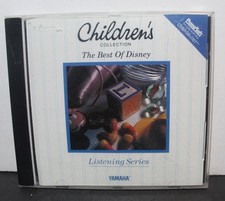 Children's
COLLECTION
The Best Of Disney
Listening Series
YAMAHA